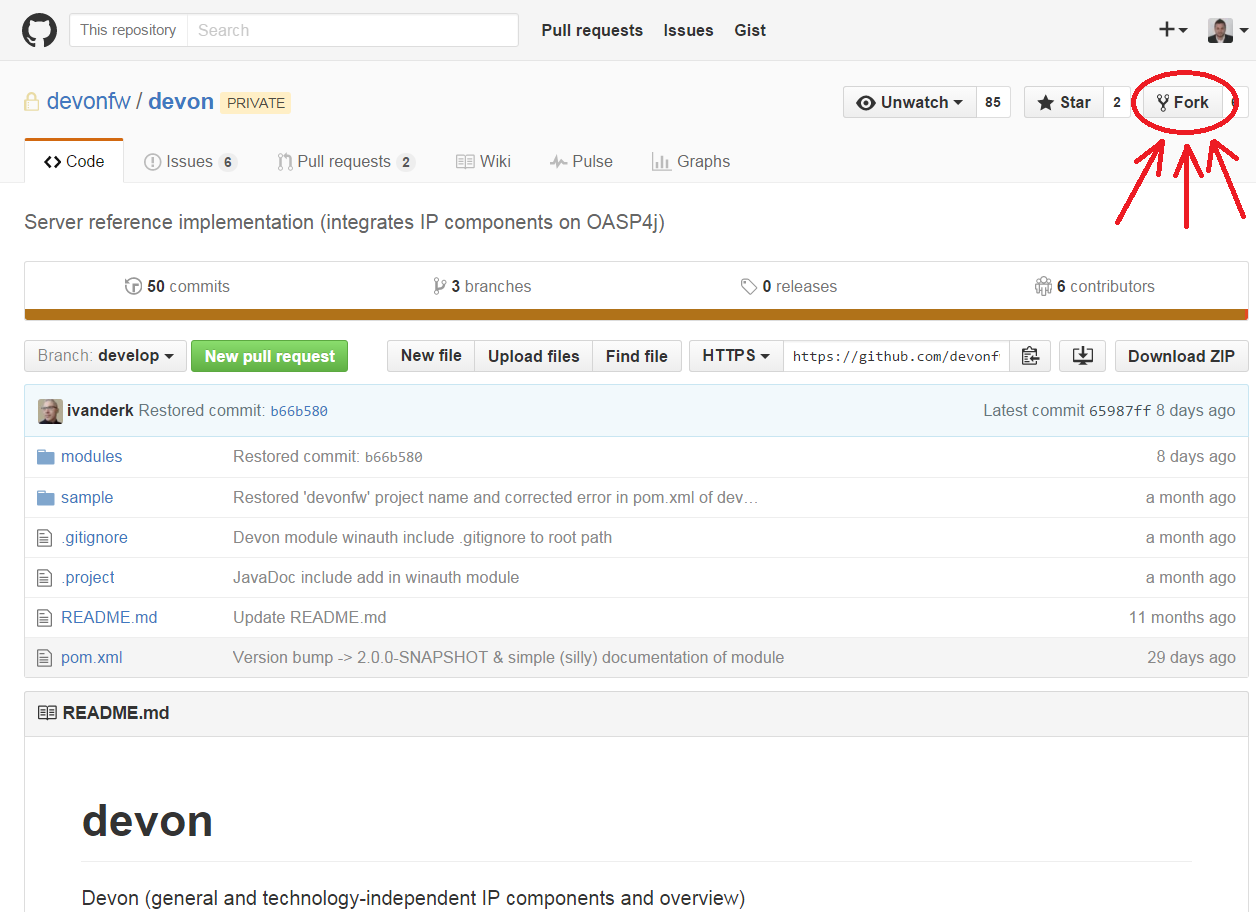 This repository Search Pull requests Issues Gist
devonfw / devon PRIVATE Unwatch 85 Star 2 Fork
Code Issues 6 Pull requests 2 Wiki Pulse Graphs
Server reference implementation (integrates IP components on OASP4j)
50 commits 3 branches 0 releases 6 contributors
Branch: develop New pull request New file Upload files Find file HTTPS https://github.com/devonf Download ZIP
ivanderk Restored commit: b66b580 Latest commit 65987ff 8 days ago
modules Restored commit: b66b580 8 days ago
sample Restored 'devonfw' project name and corrected error in pom.xml of dev… a month ago
.gitignore Devon module winauth include .gitignore to root path a month ago
.project JavaDoc include add in winauth module a month ago
README.md Update README.md 11 months ago
pom.xml Version bump -> 2.0.0-SNAPSHOT & simple (silly) documentation of module 29 days ago
README.md
devon
Devon (general and technology-independent IP components and overview)